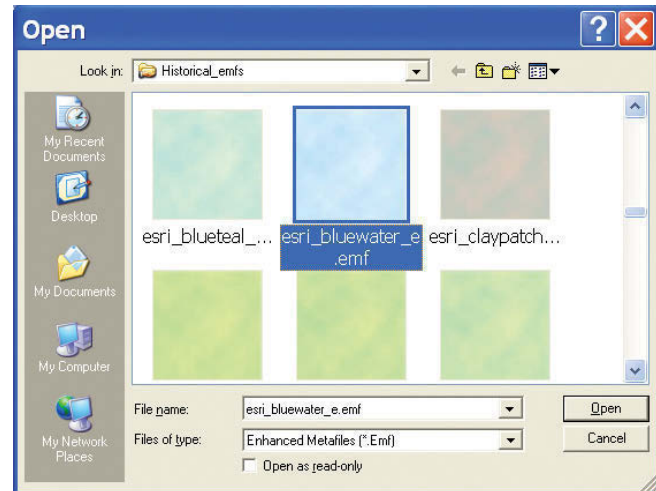 Open
Look in: Historical_emfs
My Recent
Documents
Desktop
My Documents
My Computer
My Network
Places
esri_blueteal_... esri_bluewater_e esri_claypatch...
.emf
File name: esri_bluewater_e.emf Open
Files of type: Enhanced Metafiles (*.Emf) Cancel
Open as read-only